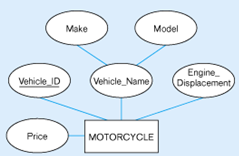 Make
Model
Vehicle_ID
Vehicle_Name
Engine_
Displacement
Price
MOTORCYCLE